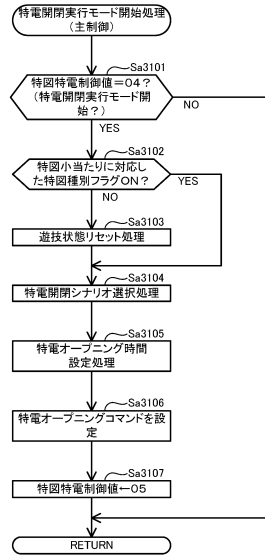 特電開閉実行モード開始処理
（主制御）
Sa3101
特図特電制御値＝04？
（特電開閉実行モード開
始？）
NO
YES
Sa3102
特図小当たりに対応し
た特図種別フラグON？
YES
NO
Sa3103
遊技状態リセット処理
Sa3104
特電開閉シナリオ選択処理
Sa3105
特電オープニング時間
設定処理
Sa3106
特電オープニングコマンドを設
定
Sa3107
特図特電制御値←05
RETURN